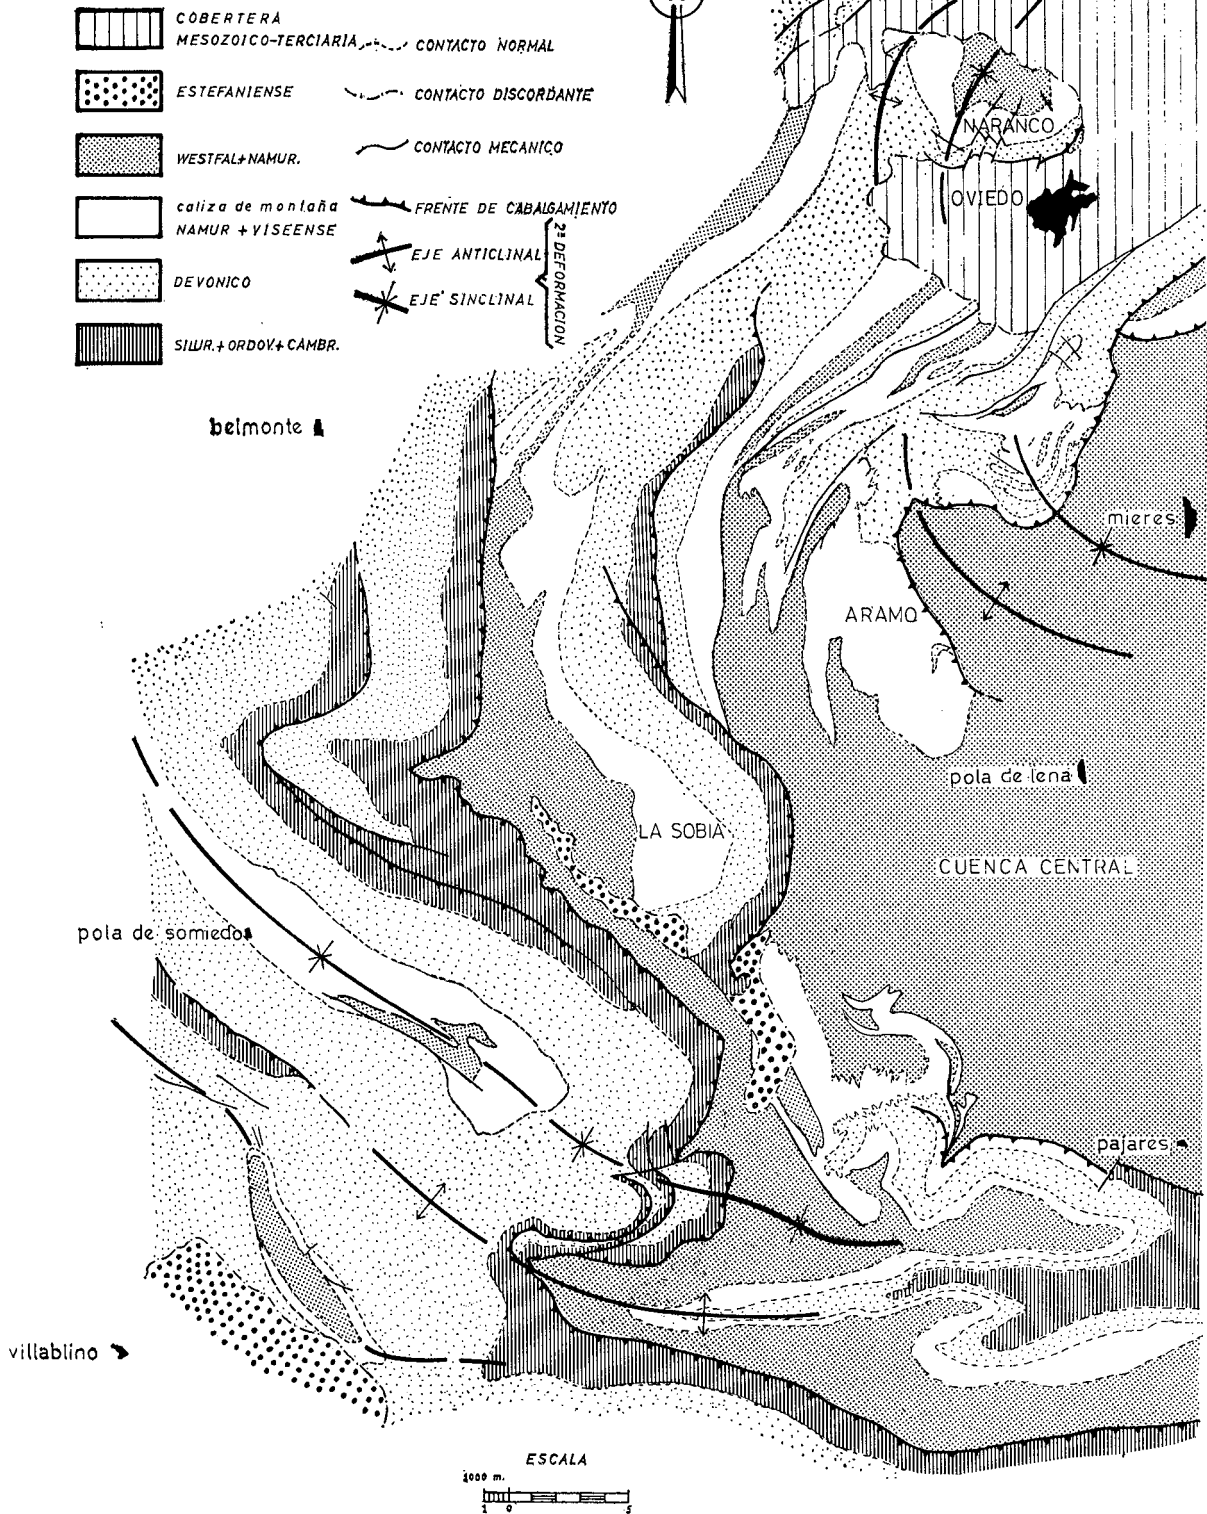 COBERTERA
MESOZOICO-TERCIARIA
ESTEFANIENSE
WESTFAL+NAMUR.
caliza de montaña
NAMUR + VISEENSE
DEVONICO
SILUR.+ORDOV.+CAMBR.
CONTACTO NORMAL
CONTACTO DISCORDANTE
CONTACTO MECANICO
FRENTE DE CABALGAMIENTO
EJE ANTICLINAL
EJE SINCLINAL
2ª DEFORMACION
NARANCO
OVIEDO
belmonte
mieres
ARAMO
pola de lena
LA SOBIA
CUENCA CENTRAL
pola de somiedo
pajares
villablino
ESCALA
1000 m.
1 0 5